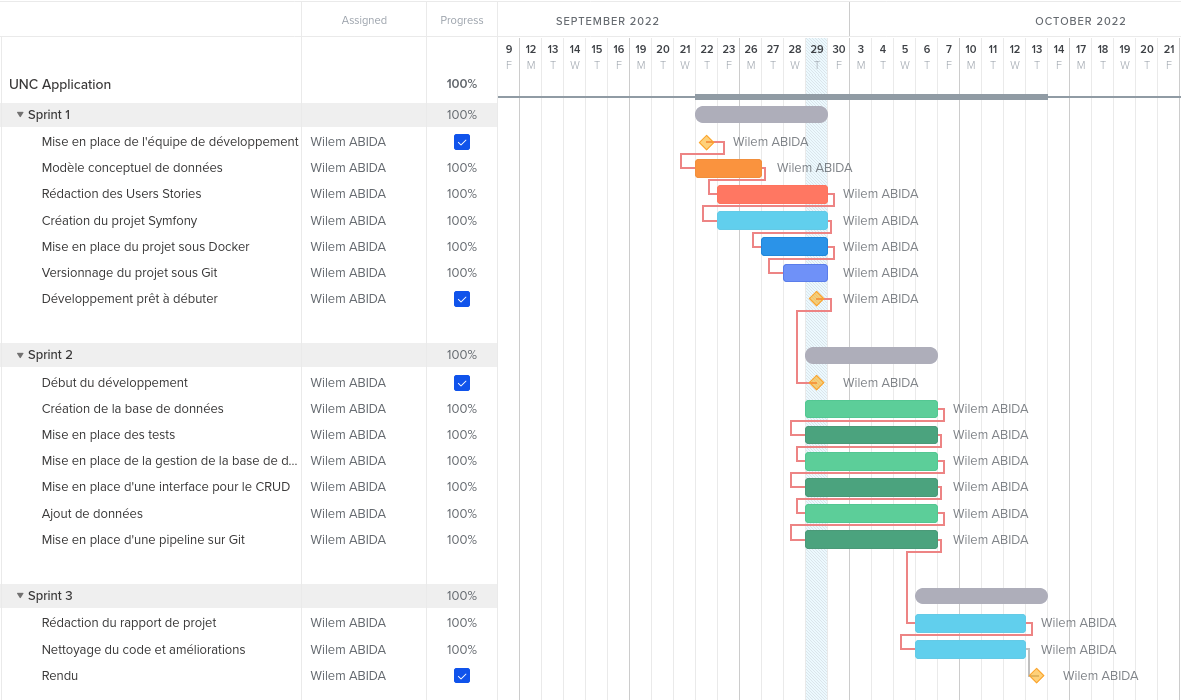 Assigned Progress SEPTEMBER 2022 OCTOBER 2022
9 12 13 14 15 16 19 20 21 22 23 26 27 28 29 30 3 4 5 6 7 10 11 12 13 14 17 18 19 20 21
F M T W T F M T W T F M T W T F M T W T F M T W T F M T W T F
UNC Application 100%
Sprint 1 100%
Mise en place de l'équipe de développement Wilem ABIDA Wilem ABIDA
Modèle conceptuel de données Wilem ABIDA 100% Wilem ABIDA
Rédaction des Users Stories Wilem ABIDA 100% Wilem ABIDA
Création du projet Symfony Wilem ABIDA 100% Wilem ABIDA
Mise en place du projet sous Docker Wilem ABIDA 100% Wilem ABIDA
Versionnage du projet sous Git Wilem ABIDA 100% Wilem ABIDA
Développement prêt à débuter Wilem ABIDA Wilem ABIDA
Sprint 2 100%
Début du développement Wilem ABIDA Wilem ABIDA
Création de la base de données Wilem ABIDA 100% Wilem ABIDA
Mise en place des tests Wilem ABIDA 100% Wilem ABIDA
Mise en place de la gestion de la base de d... Wilem ABIDA 100% Wilem ABIDA
Mise en place d'une interface pour le CRUD Wilem ABIDA 100% Wilem ABIDA
Ajout de données Wilem ABIDA 100% Wilem ABIDA
Mise en place d'une pipeline sur Git Wilem ABIDA 100% Wilem ABIDA
Sprint 3 100%
Rédaction du rapport de projet Wilem ABIDA 100% Wilem ABIDA
Nettoyage du code et améliorations Wilem ABIDA 100% Wilem ABIDA
Rendu Wilem ABIDA Wilem ABIDA